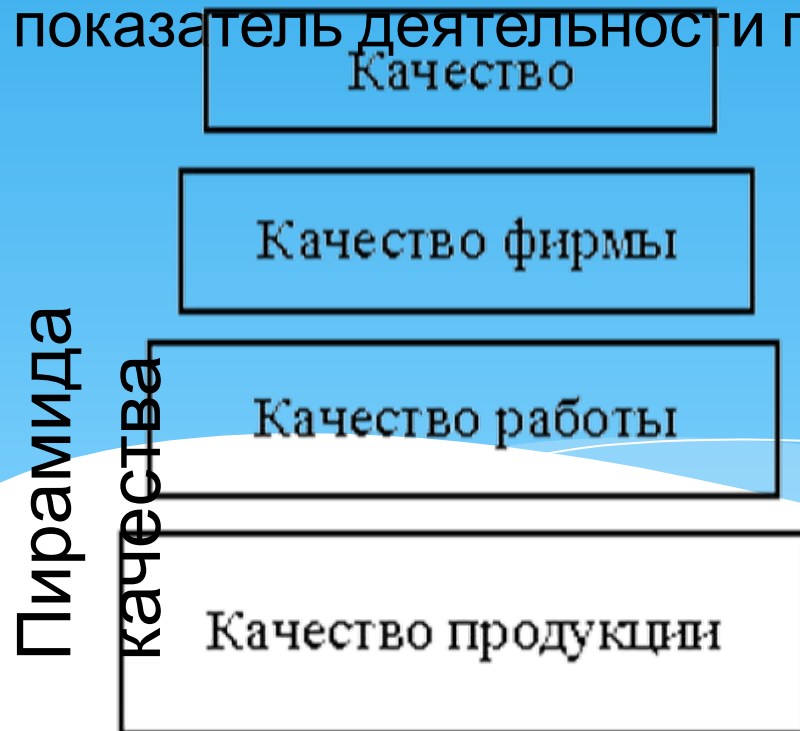 показатель деятельности
Качество
Качество фирмы
Качество работы
Качество продукции
Пирамида
качества